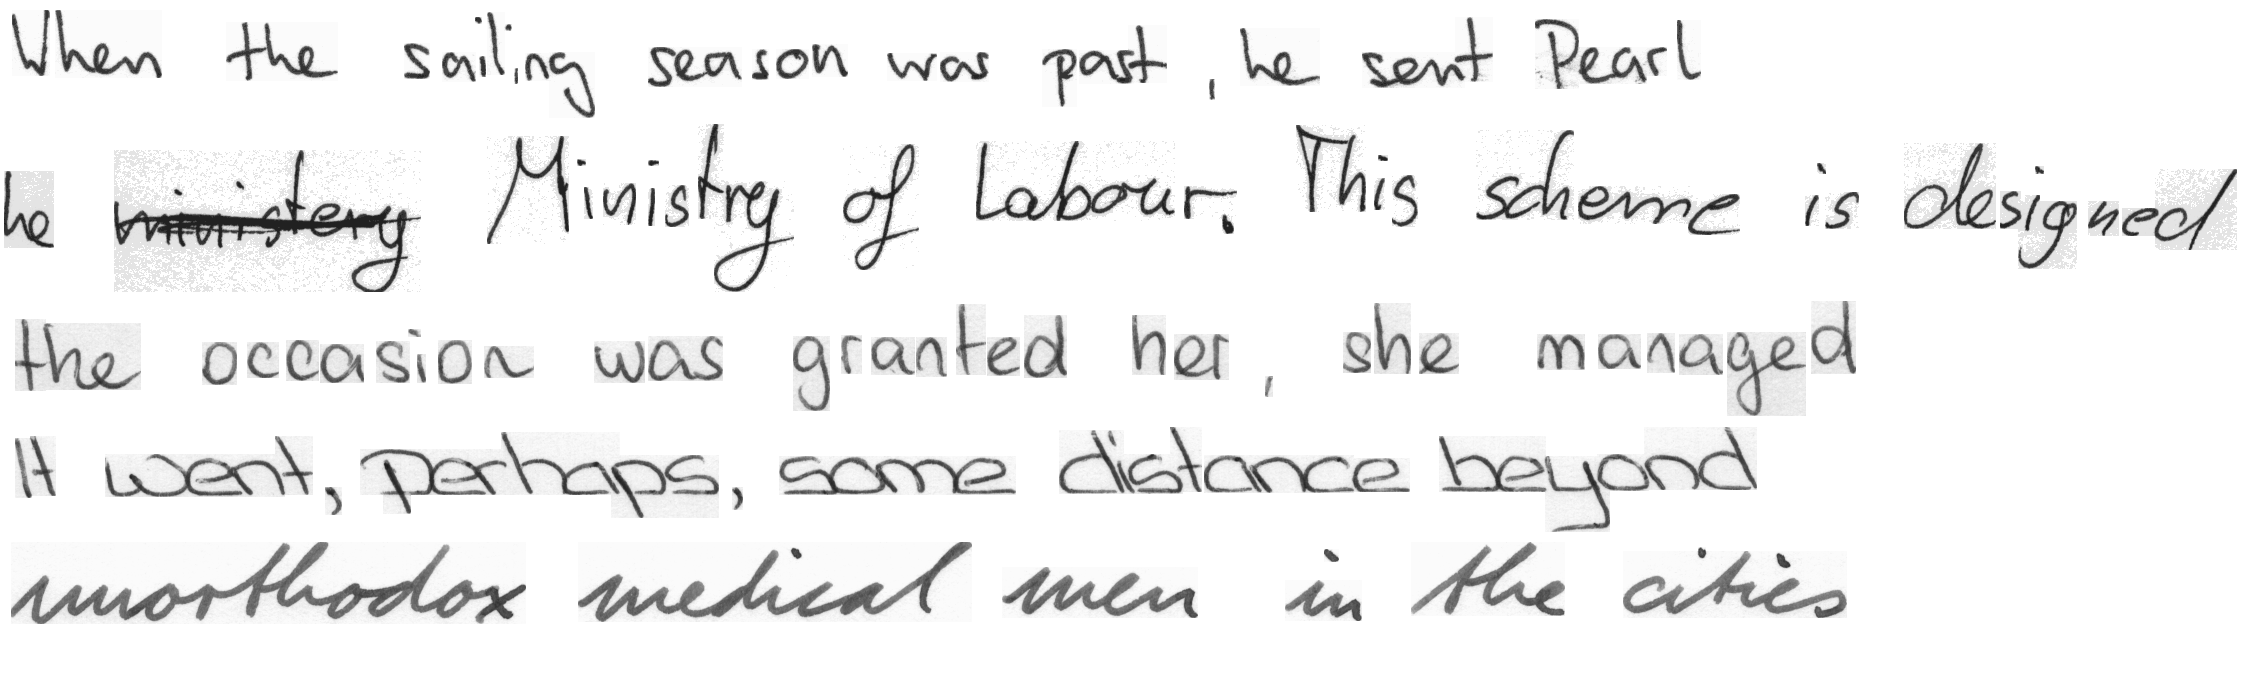 When the sailing season was past, he sent Pearl
he ministery Ministry of Labour. This scheme is designed
the occasion was granted her, she managed
It went, perhaps, some distance beyond
unorthodox medical men in the cities